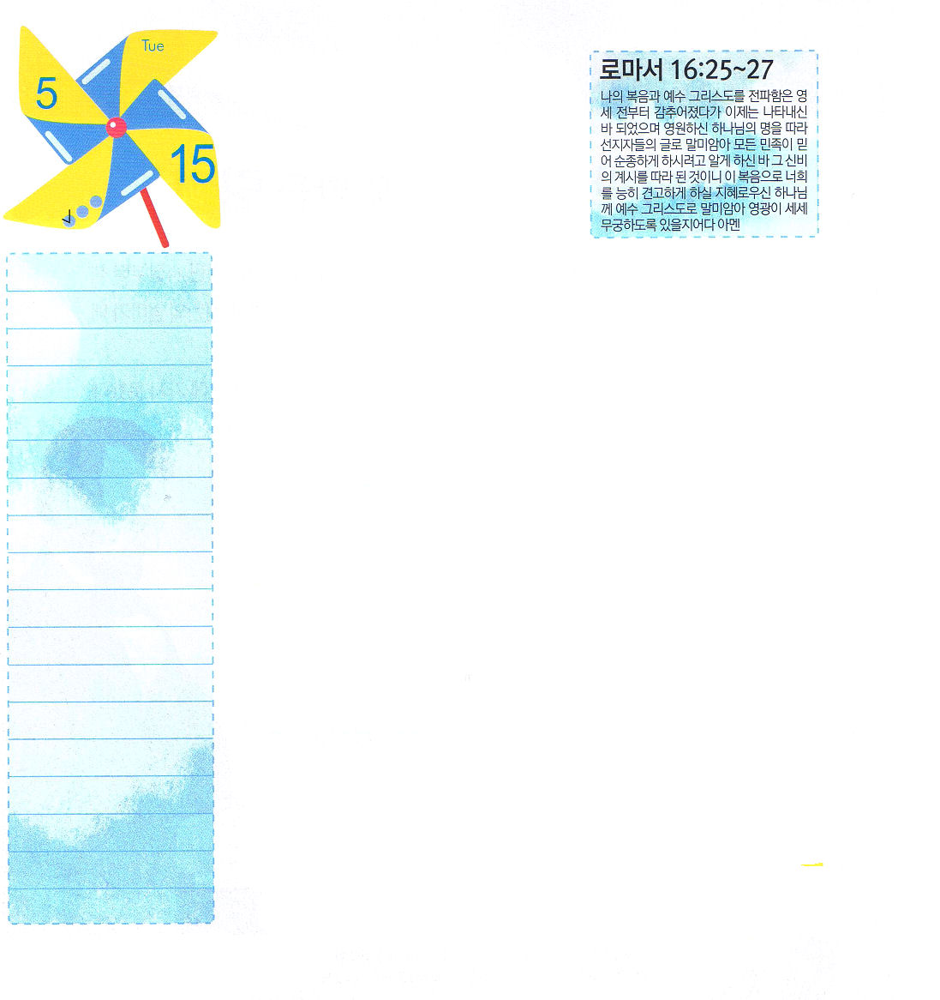 Tue
5
15
로마서 16:25~27
나의 복음과 예수 그리스도를 전파함은 영
세 전부터 감추어졌다가 이제는 나타내신
바 되었으며 영원하신 하나님의 명을 따라
선지자들의 글로 말미암아 모든 민족이 믿
어 순종하게 하시려고 알게 하신 바 그 신비
의 계시를 따라 된 것이니 이 복음으로 너희
를 능히 견고하게 하실 지혜로우신 하나님
께 예수 그리스도로 말미암아 영광이 세세
무궁하도록 있을지어다 아멘